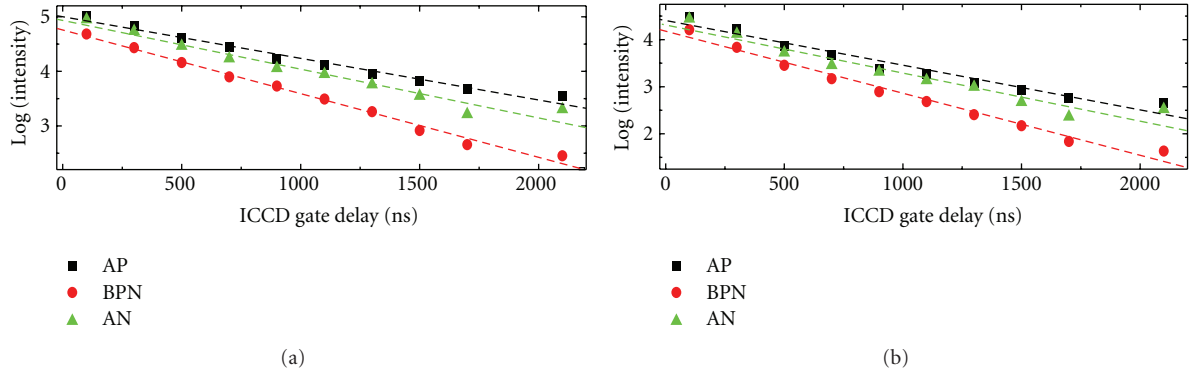 5
4
3
Log (intensity)
0
500
1000
1500
2000
ICCD gate delay (ns)
AP
BPN
AN
(a)
4
3
2
Log (intensity)
0
500
1000
1500
2000
ICCD gate delay (ns)
AP
BPN
AN
(b)